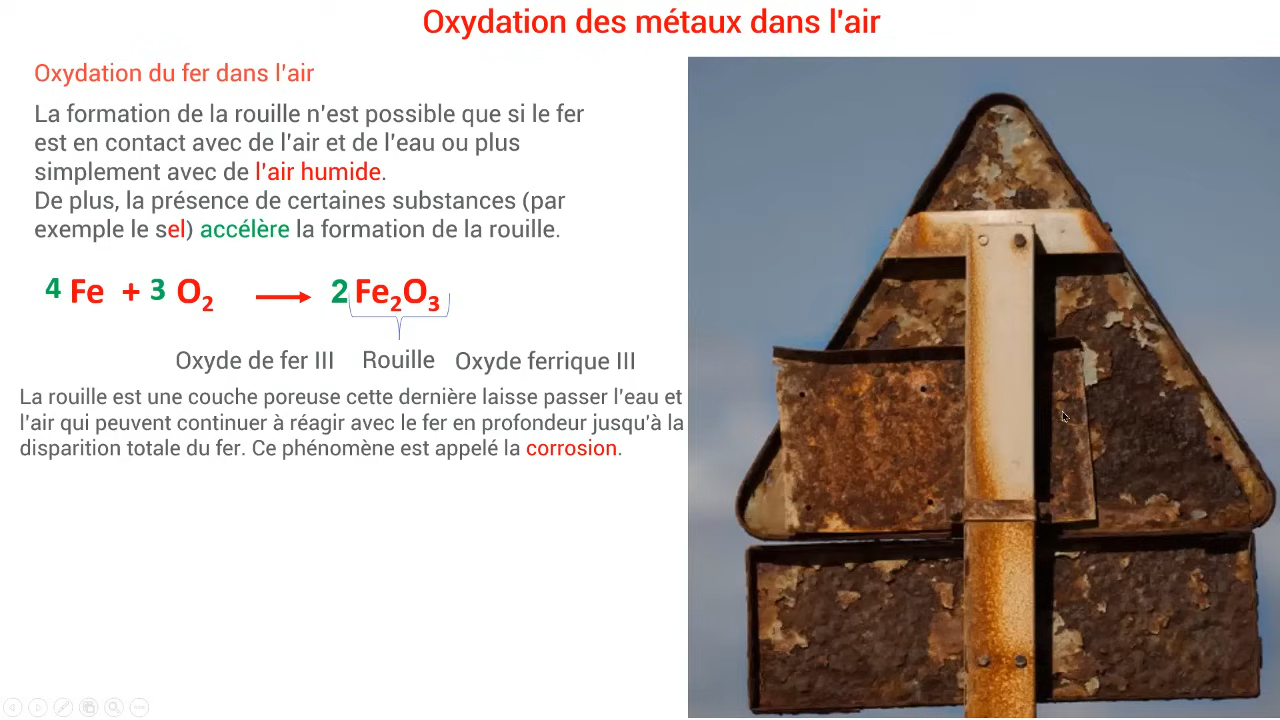 Oxydation des métaux dans l'air
Oxydation du fer dans l'air
La formation de la rouille n'est possible que si le fer
est en contact avec de l'air et de l'eau ou plus
simplement avec de l'air humide.
De plus, la présence de certaines substances (par
exemple le sel) accélère la formation de la rouille.
4 Fe + 3 O₂ → 2 Fe₂O₃
Oxyde de fer III Rouille Oxyde ferrique III
La rouille est une couche poreuse cette dernière laisse passer l'eau et
l'air qui peuvent continuer à réagir avec le fer en profondeur jusqu'à la
disparition totale du fer. Ce phénomène est appelé la corrosion.